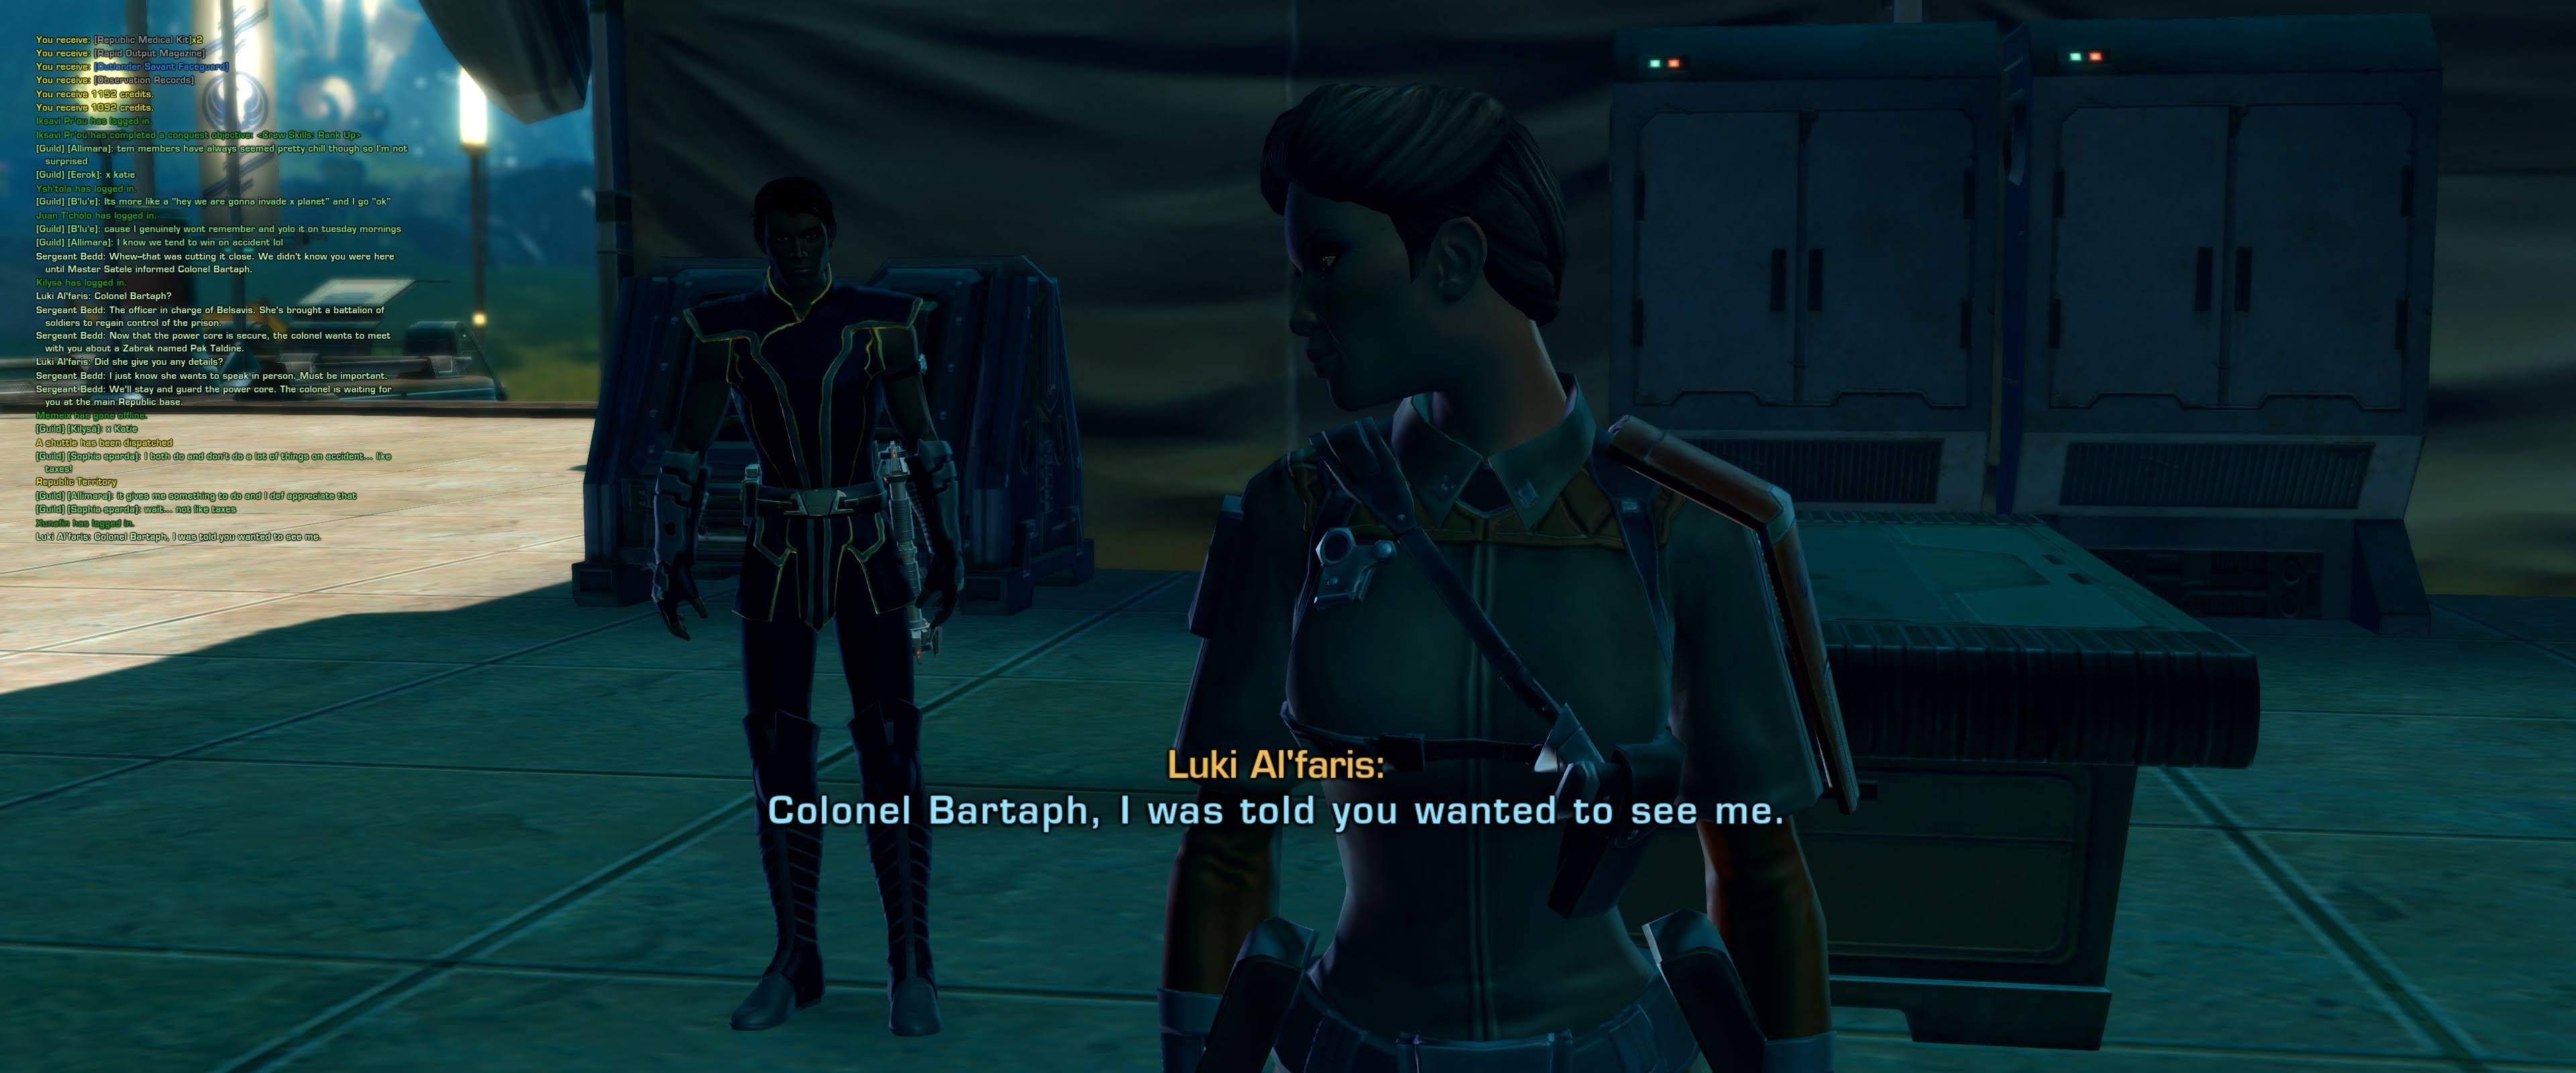 You receive: [Republic Medical Kit]x2
You receive: [Rapid Output Magazine]
You receive: [Outlander Savant Faceguard]
You receive: [Observation Records]
You receive 1152 credits.
You receive 1092 credits.
Iksavi Pr'ou has logged in.
Iksavi Pr'ou has completed a conquest objective: <Crew Skills: Rank Up>
[Guild] [Allimara]: tem members have always seemed pretty chill though so I'm not
surprised
[Guild] [Eerok]: x katie
Ysh'tola has logged in.
[Guild] [B'lu'e]: Its more like a "hey we are gonna invade x planet" and I go "ok"
Juan-T'cholo has logged in.
[Guild] [B'lu'e]: cause I genuinely wont remember and yolo it on tuesday mornings
[Guild] [Allimara]: I know we tend to win on accident lol
Sergeant Bedd: Whew—that was cutting it close. We didn't know you were here
until Master Satele informed Colonel Bartaph.
Kilysà has logged in.
Luki Al'faris: Colonel Bartaph?
Sergeant Bedd: The officer in charge of Belsavis. She's brought a battalion of
soldiers to regain control of the prison.
Sergeant Bedd: Now that the power core is secure, the colonel wants to meet
with you about a Zabrak named Pak Taldine.
Luki Al'faris: Did she give you any details?
Sergeant Bedd: I just know she wants to speak in person. Must be important.
Sergeant Bedd: We'll stay and guard the power core. The colonel is waiting for
you at the main Republic base.
Memeix has gone offline.
[Guild] [Kilysà]: x Katie
A shuttle has been dispatched
[Guild] [Sophia sparda]: I both do and don't do a lot of things on accident... like
taxes!
Republic Territory
[Guild] [Allimara]: it gives me something to do and I def appreciate that
[Guild] [Sophia sparda]: wait... not like taxes
Xunafin has logged in.
Luki Al'faris: Colonel Bartaph, I was told you wanted to see me.
Luki Al'faris:
Colonel Bartaph, I was told you wanted to see me.